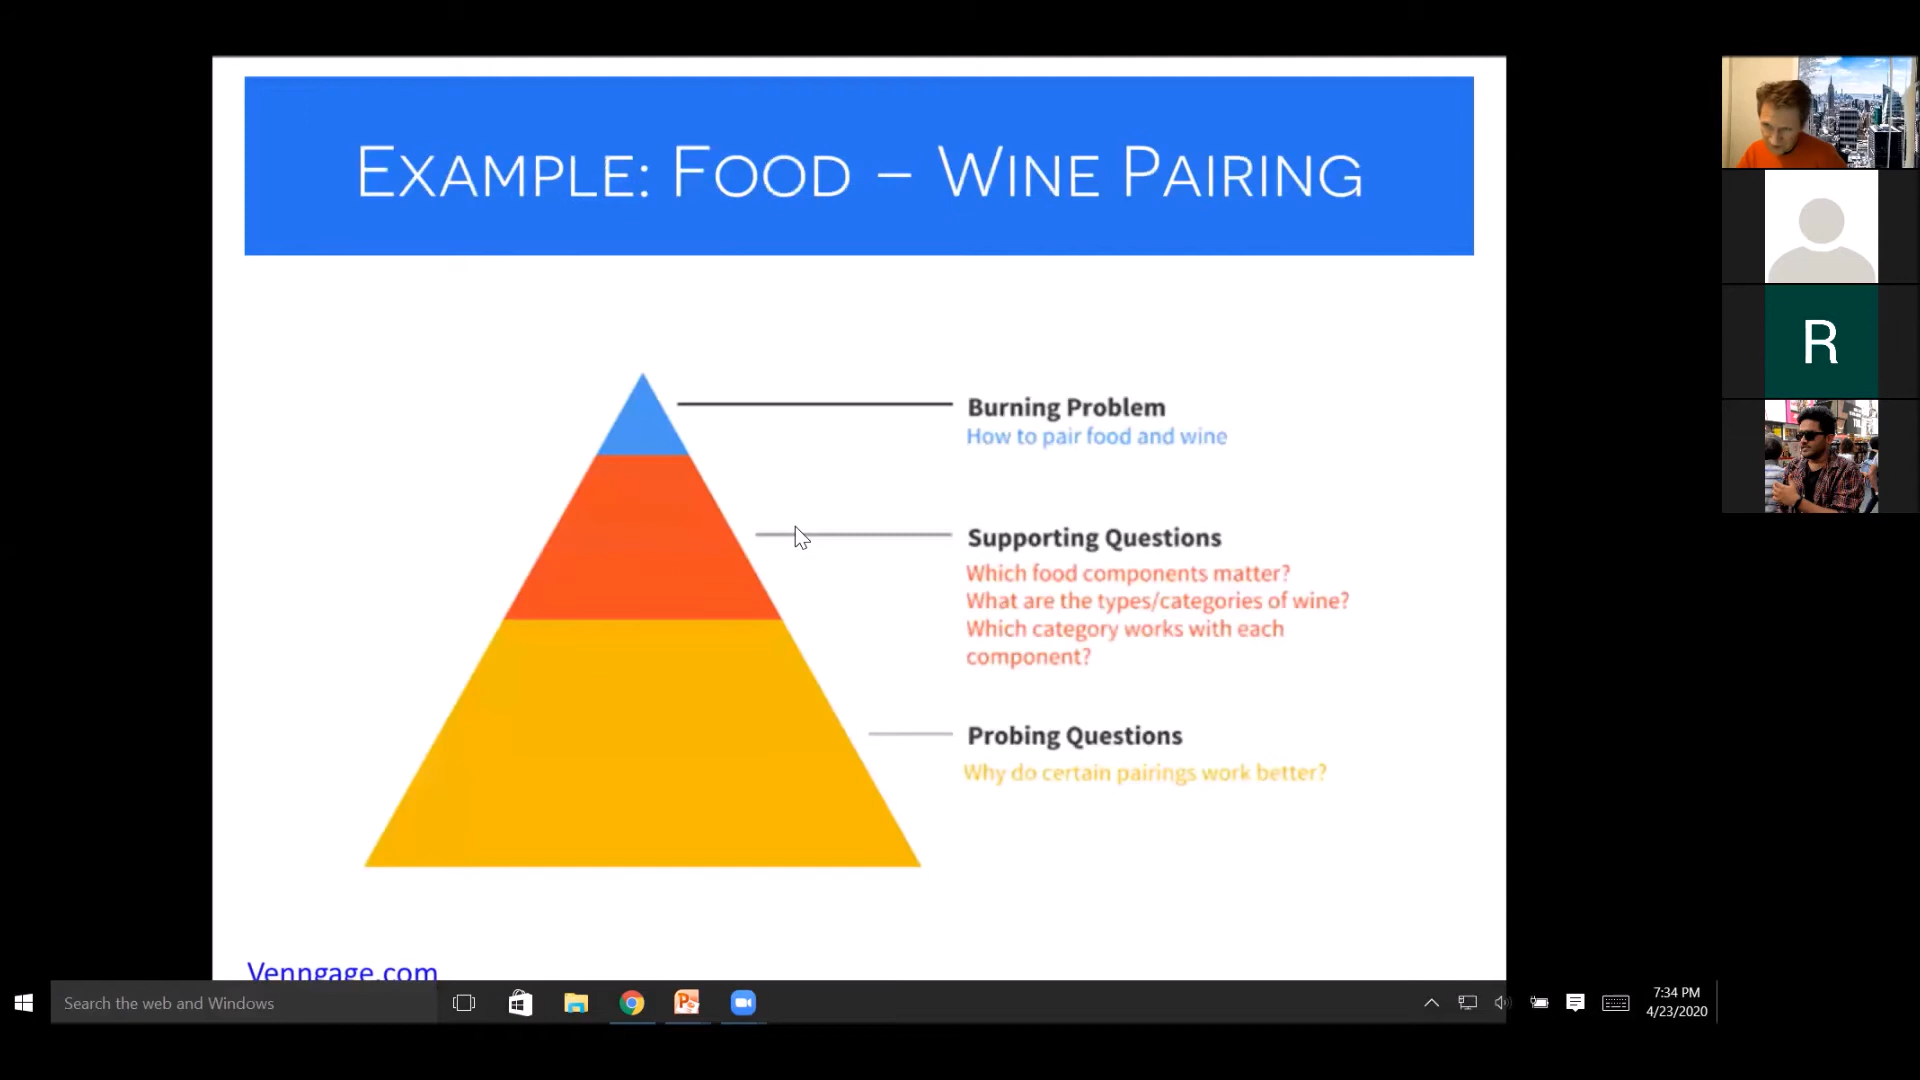 EXAMPLE: FOOD – WINE PAIRING
Burning Problem
How to pair food and wine
Supporting Questions
Which food components matter?
What are the types/categories of wine?
Which category works with each
component?
Probing Questions
Why do certain pairings work better?
Venngage.com
R
Search the web and Windows
7:34 PM
4/23/2020